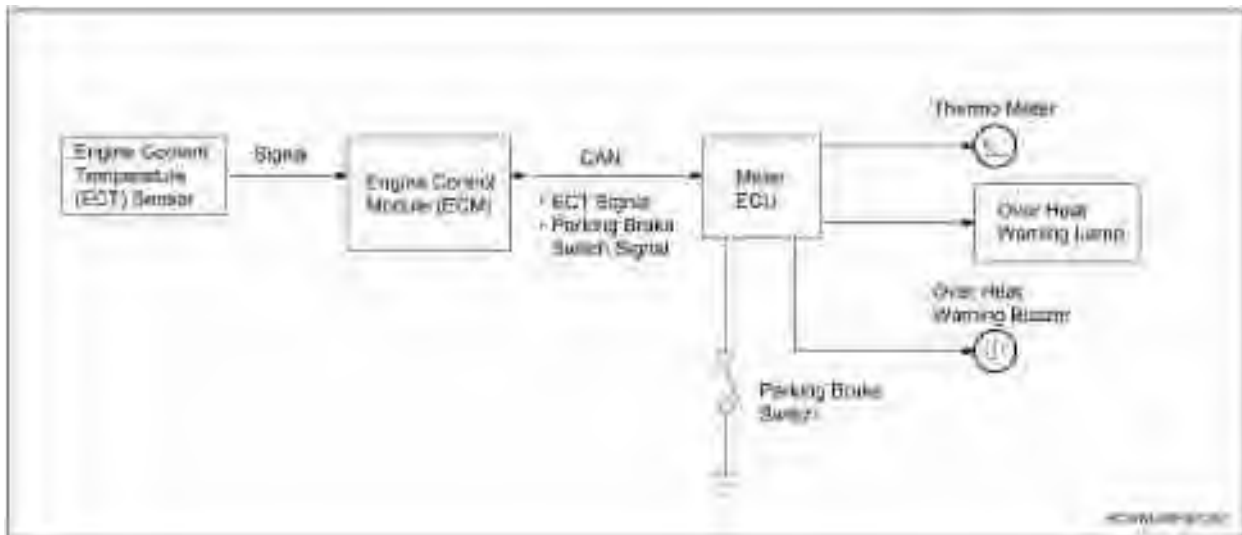 Engine Coolant
Temperature
(ECT) Sensor
Signal
Engine Control
Module (ECM)
CAN
· ECT Signal
· Parking Brake
Switch Signal
Meter
ECU
Thermo Meter
Over Heat
Warning Lamp
Over Heat
Warning Buzzer
Parking Brake
Switch